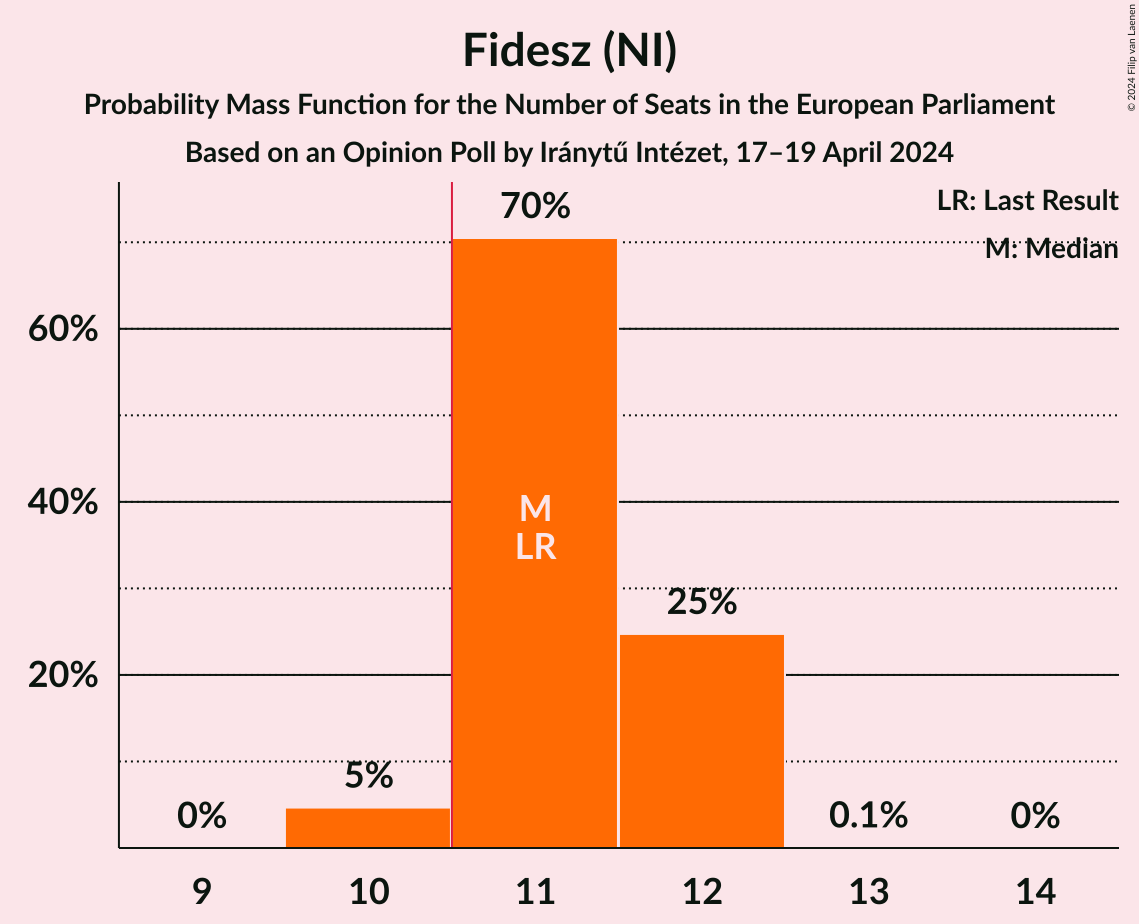 Fidesz (NI)
Probability Mass Function for the Number of Seats in the European Parliament
Based on an Opinion Poll by Iránytű Intézet, 17–19 April 2024
© 2024 Filip van Laenen
LR: Last Result
M: Median
70%
60%
40%
M
LR
25%
20%
5%
0%
0.1%
0%
9 10 11 12 13 14